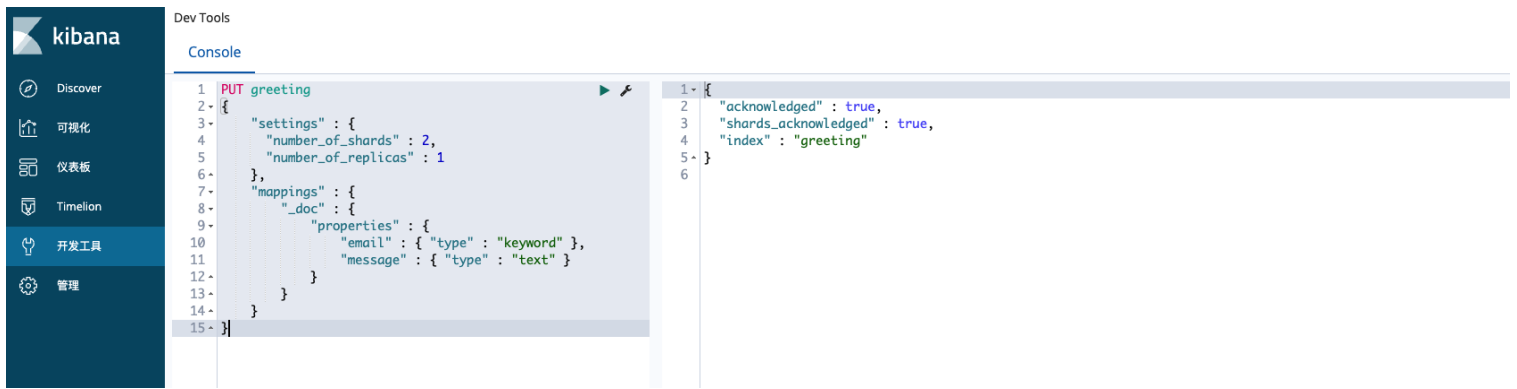 kibana
Discover
可视化
仪表板
Timelion
开发工具
管理
Dev Tools
Console
1 PUT greeting
2 {
3 "settings" : {
4 "number_of_shards" : 2,
5 "number_of_replicas" : 1
6 },
7 "mappings" : {
8 "_doc" : {
9 "properties" : {
10 "email" : { "type" : "keyword" },
11 "message" : { "type" : "text" }
12 }
13 }
14 }
15 }
1 {
2 "acknowledged" : true,
3 "shards_acknowledged" : true,
4 "index" : "greeting"
5 }
6